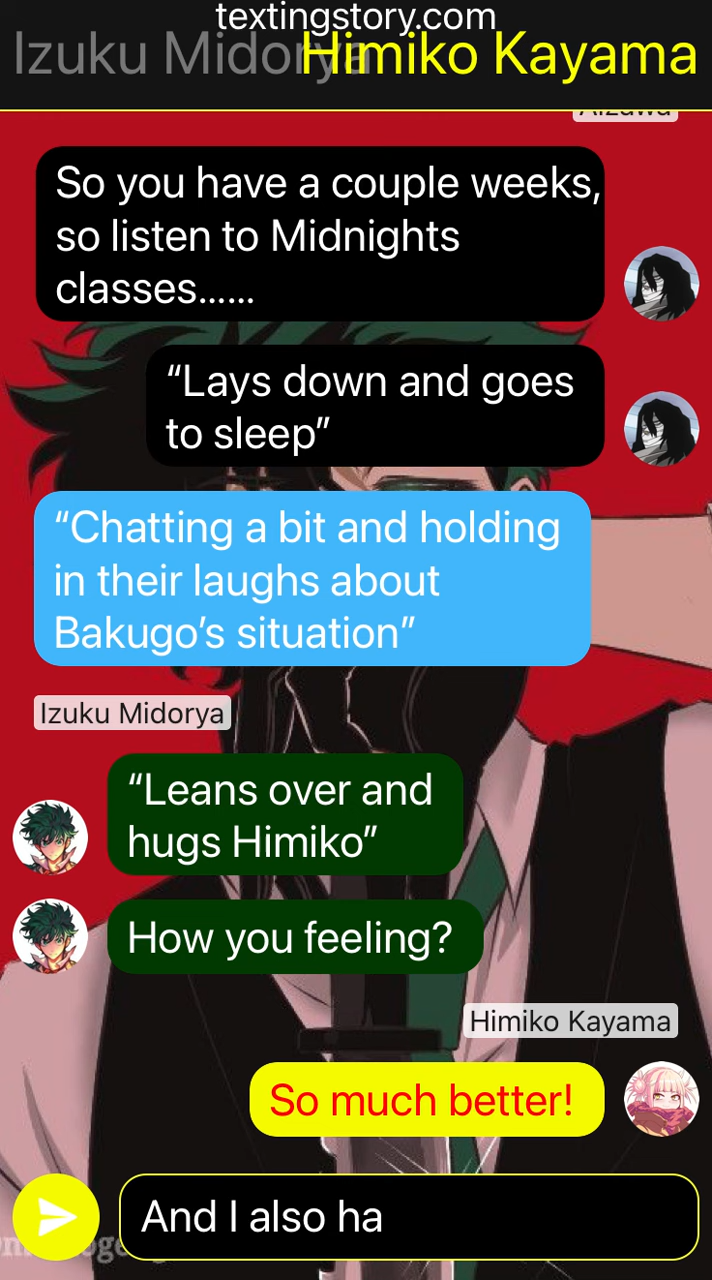 textingstory.com
Izuku Midorya Himiko Kayama
Aizawa
So you have a couple weeks,
so listen to Midnights
classes......
“Lays down and goes
to sleep”
“Chatting a bit and holding
in their laughs about
Bakugo’s situation”
Izuku Midorya
“Leans over and
hugs Himiko”
How you feeling?
Himiko Kayama
So much better!
And I also ha